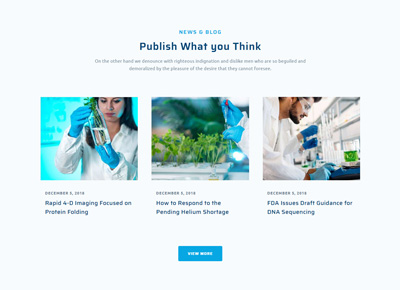 NEWS & BLOG
Publish What you Think
On the other hand we denounce with righteous indignation and dislike men who are so beguiled and
demoralized by the pleasure of the desire that they cannot foresee.
DECEMBER 5, 2018
Rapid 4-D Imaging Focused on
Protein Folding
DECEMBER 5, 2018
How to Respond to the
Pending Helium Shortage
DECEMBER 5, 2018
FDA Issues Draft Guidance for
DNA Sequencing
VIEW MORE